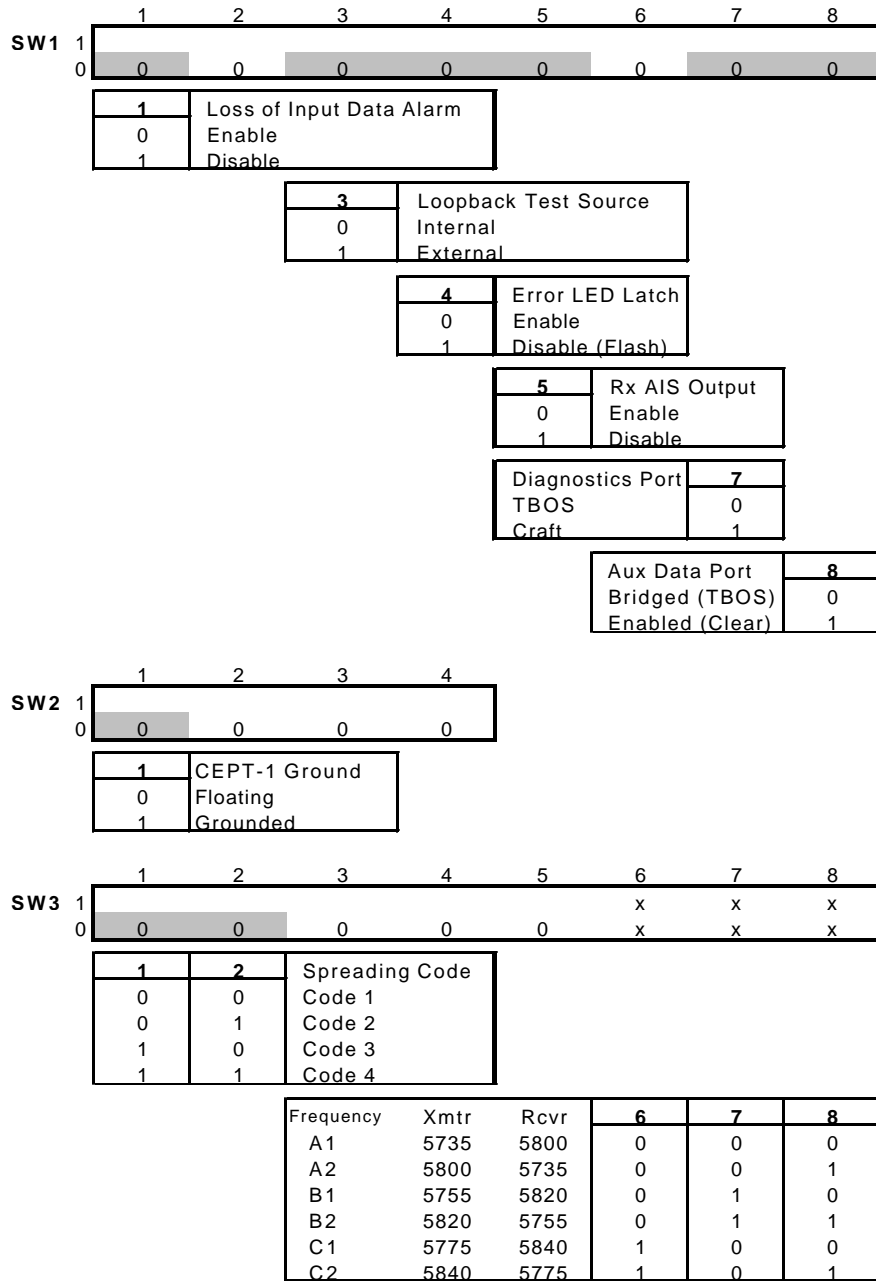 1 2 3 4 5 6 7 8
SW1 1
0 0 0 0 0 0 0 0 0
1 Loss of Input Data Alarm
0 Enable
1 Disable
3 Loopback Test Source
0 Internal
1 External
4 Error LED Latch
0 Enable
1 Disable (Flash)
5 Rx AIS Output
0 Enable
1 Disable
Diagnostics Port 7
TBOS 0
Craft 1
Aux Data Port 8
Bridged (TBOS) 0
Enabled (Clear) 1
1 2 3 4
SW2 1
0 0 0 0 0
1 CEPT-1 Ground
0 Floating
1 Grounded
1 2 3 4 5 6 7 8
SW3 1 x x x
0 0 0 0 0 0 x x x
1 2 Spreading Code
0 0 Code 1
0 1 Code 2
1 0 Code 3
1 1 Code 4
Frequency Xmtr Rcvr 6 7 8
A1 5735 5800 0 0 0
A2 5800 5735 0 0 1
B1 5755 5820 0 1 0
B2 5820 5755 0 1 1
C1 5775 5840 1 0 0
C2 5840 5775 1 0 1